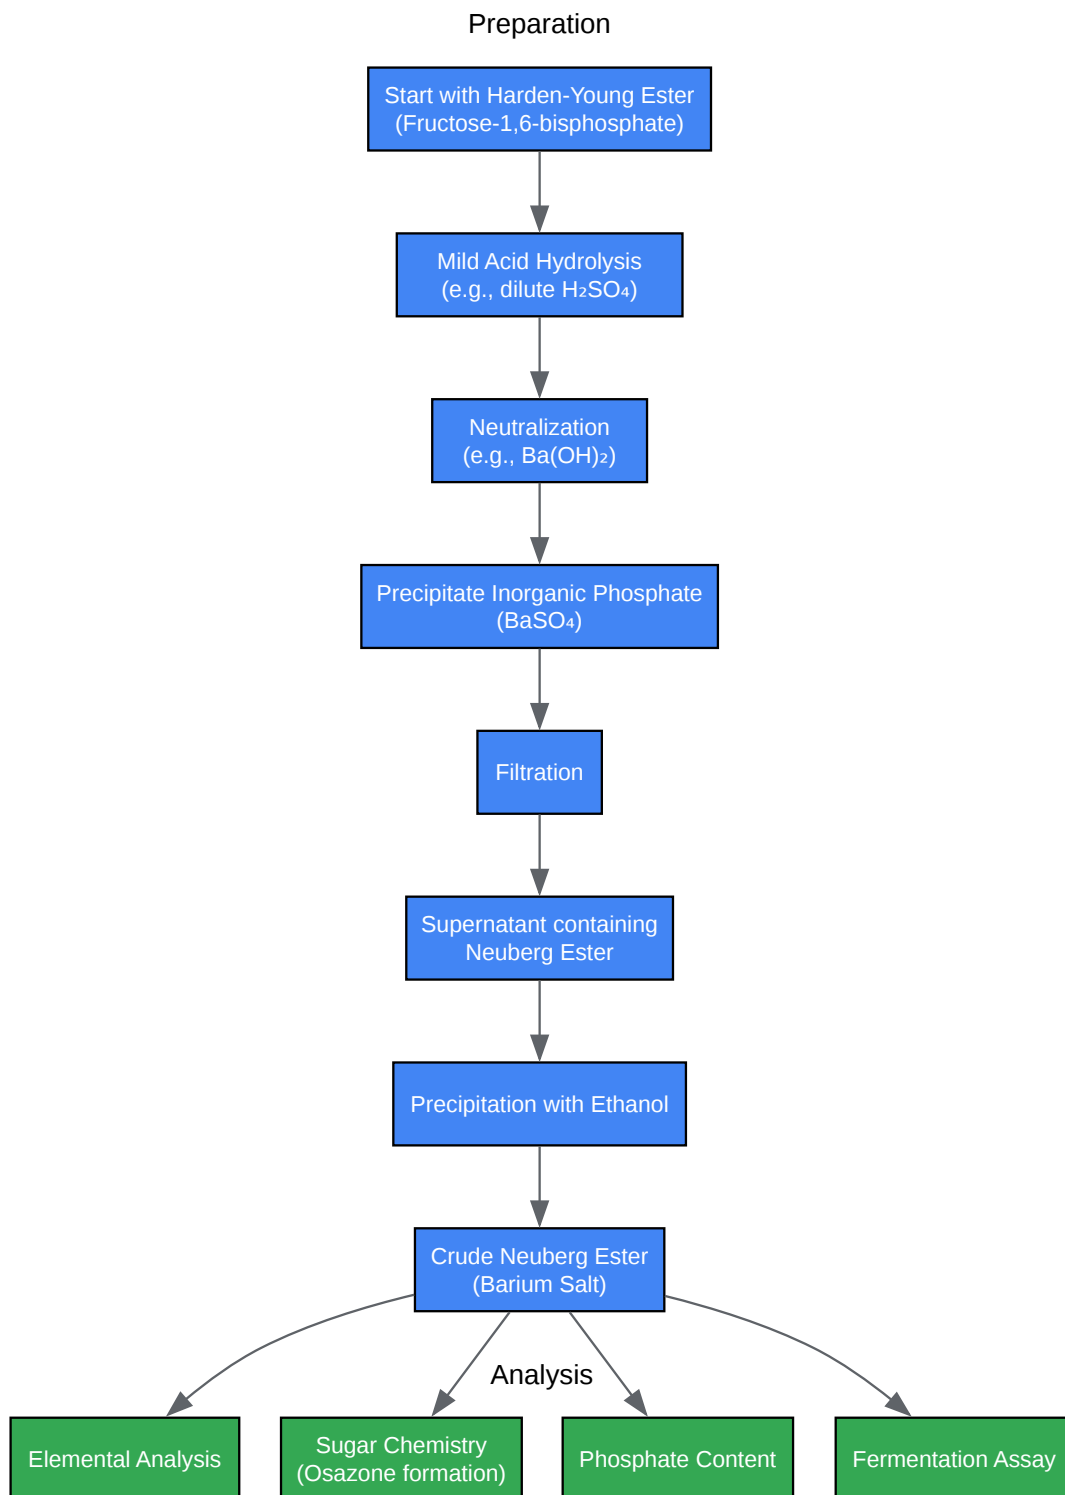 Preparation
Start with Harden-Young Ester
(Fructose-1,6-bisphosphate)
Mild Acid Hydrolysis
(e.g., dilute H₂SO₄)
Neutralization
(e.g., Ba(OH)₂)
Precipitate Inorganic Phosphate
(BaSO₄)
Filtration
Supernatant containing
Neuberg Ester
Precipitation with Ethanol
Crude Neuberg Ester
(Barium Salt)
Analysis
Elemental Analysis
Sugar Chemistry
(Osazone formation)
Phosphate Content
Fermentation Assay